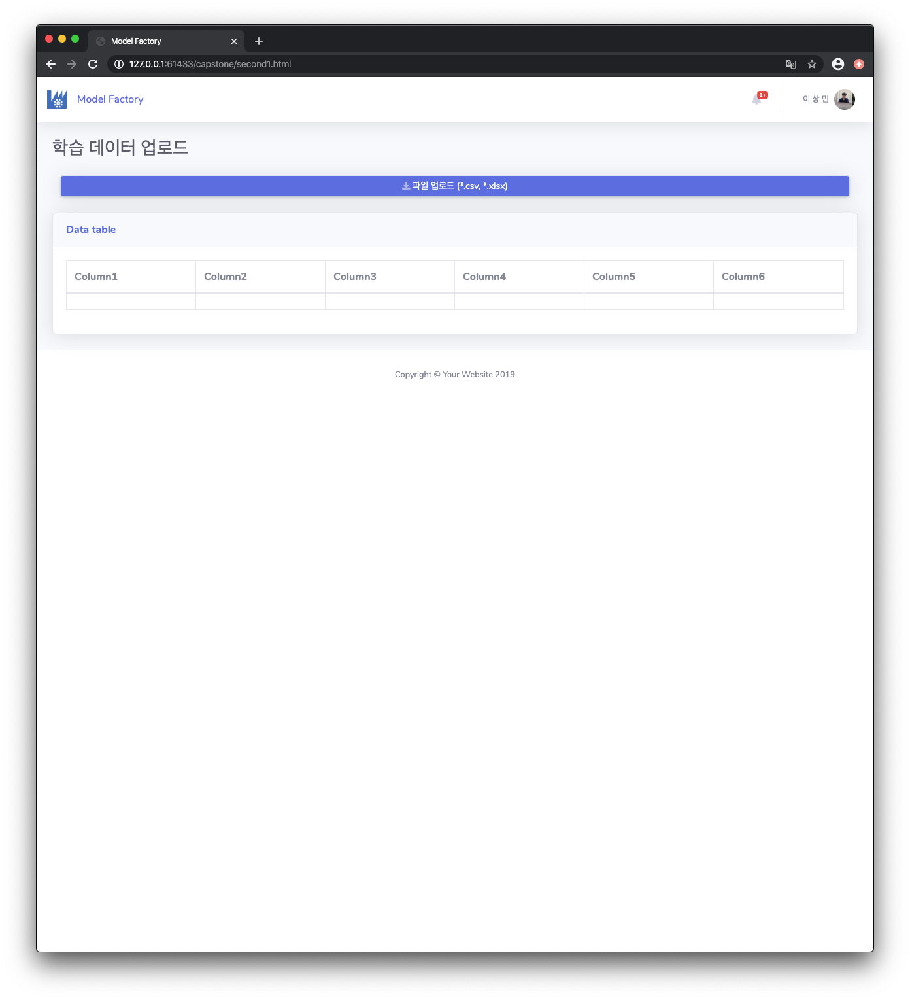 Model Factory
127.0.0.1:61433/capstone/second1.html
Model Factory
1+
이 상 민
학습 데이터 업로드
파일 업로드 (*.csv, *.xlsx)
Data table
Column1 Column2 Column3 Column4 Column5 Column6
Copyright © Your Website 2019